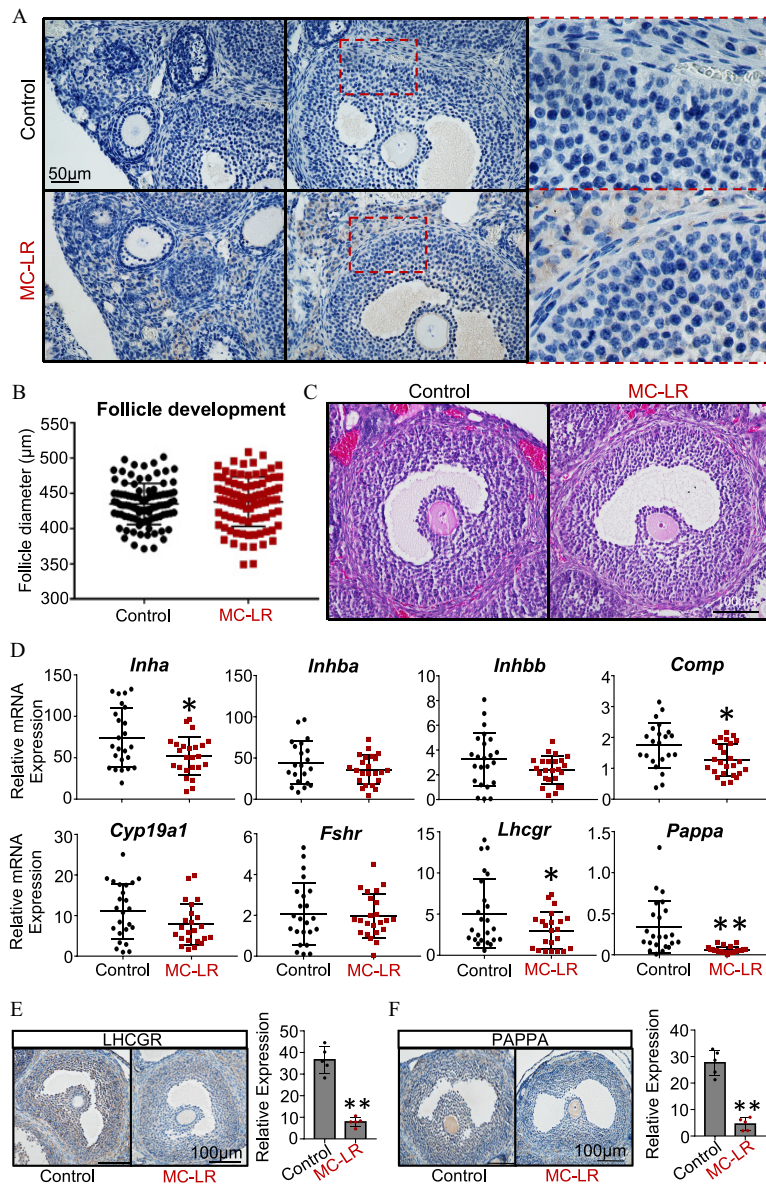 A
Control
50μm
MC-LR
B
Follicle development
Follicle diameter (μm)
550
500
450
400
350
300
Control
MC-LR
C
Control
MC-LR
100μm
D
Relative mRNA
Expression
Inha
150
100
50
0
*
Inhba
150
100
50
0
Inhbb
10
8
6
4
2
0
Comp
4
3
2
1
0
*
Relative mRNA
Expression
Cyp19a1
30
20
10
0
Control
MC-LR
Fshr
6
4
2
0
Control
MC-LR
Lhcgr
15
10
5
0
*
Control
MC-LR
Pappa
1.5
1.0
0.5
0.0
**
Control
MC-LR
E
LHCGR
100μm
Control
MC-LR
Relative Expression
50
40
30
20
10
0
**
Control
MC-LR
F
PAPPA
100μm
Control
MC-LR
Relative Expression
40
30
20
10
0
**
Control
MC-LR